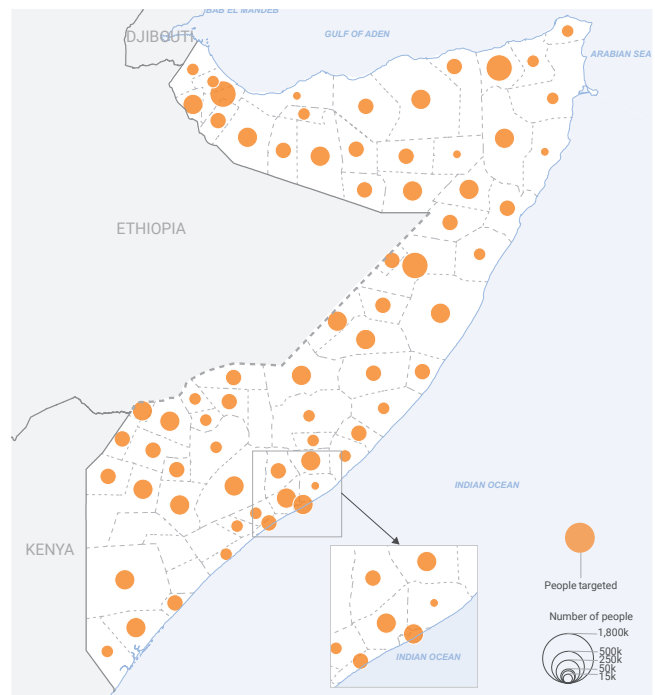 BAB EL MANDEB
DJIBOUTI
GULF OF ADEN
ARABIAN SEA
ETHIOPIA
INDIAN OCEAN
KENYA
People targeted
Number of people
1,800k
500k
250k
50k
15k
INDIAN OCEAN